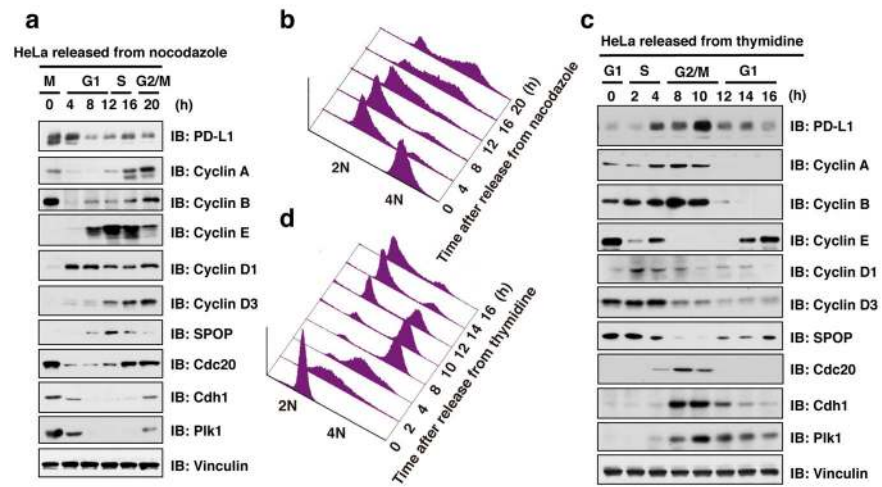 a
HeLa released from nocodazole
M G1 S G2/M
0 4 8 12 16 20 (h)
IB: PD-L1
IB: Cyclin A
IB: Cyclin B
IB: Cyclin E
IB: Cyclin D1
IB: Cyclin D3
IB: SPOP
IB: Cdc20
IB: Cdh1
IB: Plk1
IB: Vinculin
b
2N
4N
0 4 8 12 16 20 (h)
Time after release from nacodazole
d
2N
4N
0 2 4 8 10 12 14 16 (h)
Time after release from thymidine
c
HeLa released from thymidine
G1 S G2/M G1
0 2 4 8 10 12 14 16 (h)
IB: PD-L1
IB: Cyclin A
IB: Cyclin B
IB: Cyclin E
IB: Cyclin D1
IB: Cyclin D3
IB: SPOP
IB: Cdc20
IB: Cdh1
IB: Plk1
IB: Vinculin